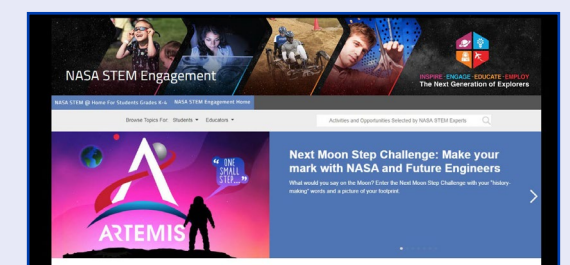 NASA STEM Engagement
INSPIRE · ENGAGE · EDUCATE · EMPLOY
The Next Generation of Explorers
NASA STEM @ Home For Students Grades K-4 NASA STEM Engagement Home
Browse Topics For: Students Educators
Activities and Opportunities Selected by NASA STEM Experts
"ONE
SMALL
STEP..."
ARTEMIS
Next Moon Step Challenge: Make your
mark with NASA and Future Engineers
What would you say on the Moon? Enter the Next Moon Step Challenge with your "history-
making" words and a picture of your footprint.